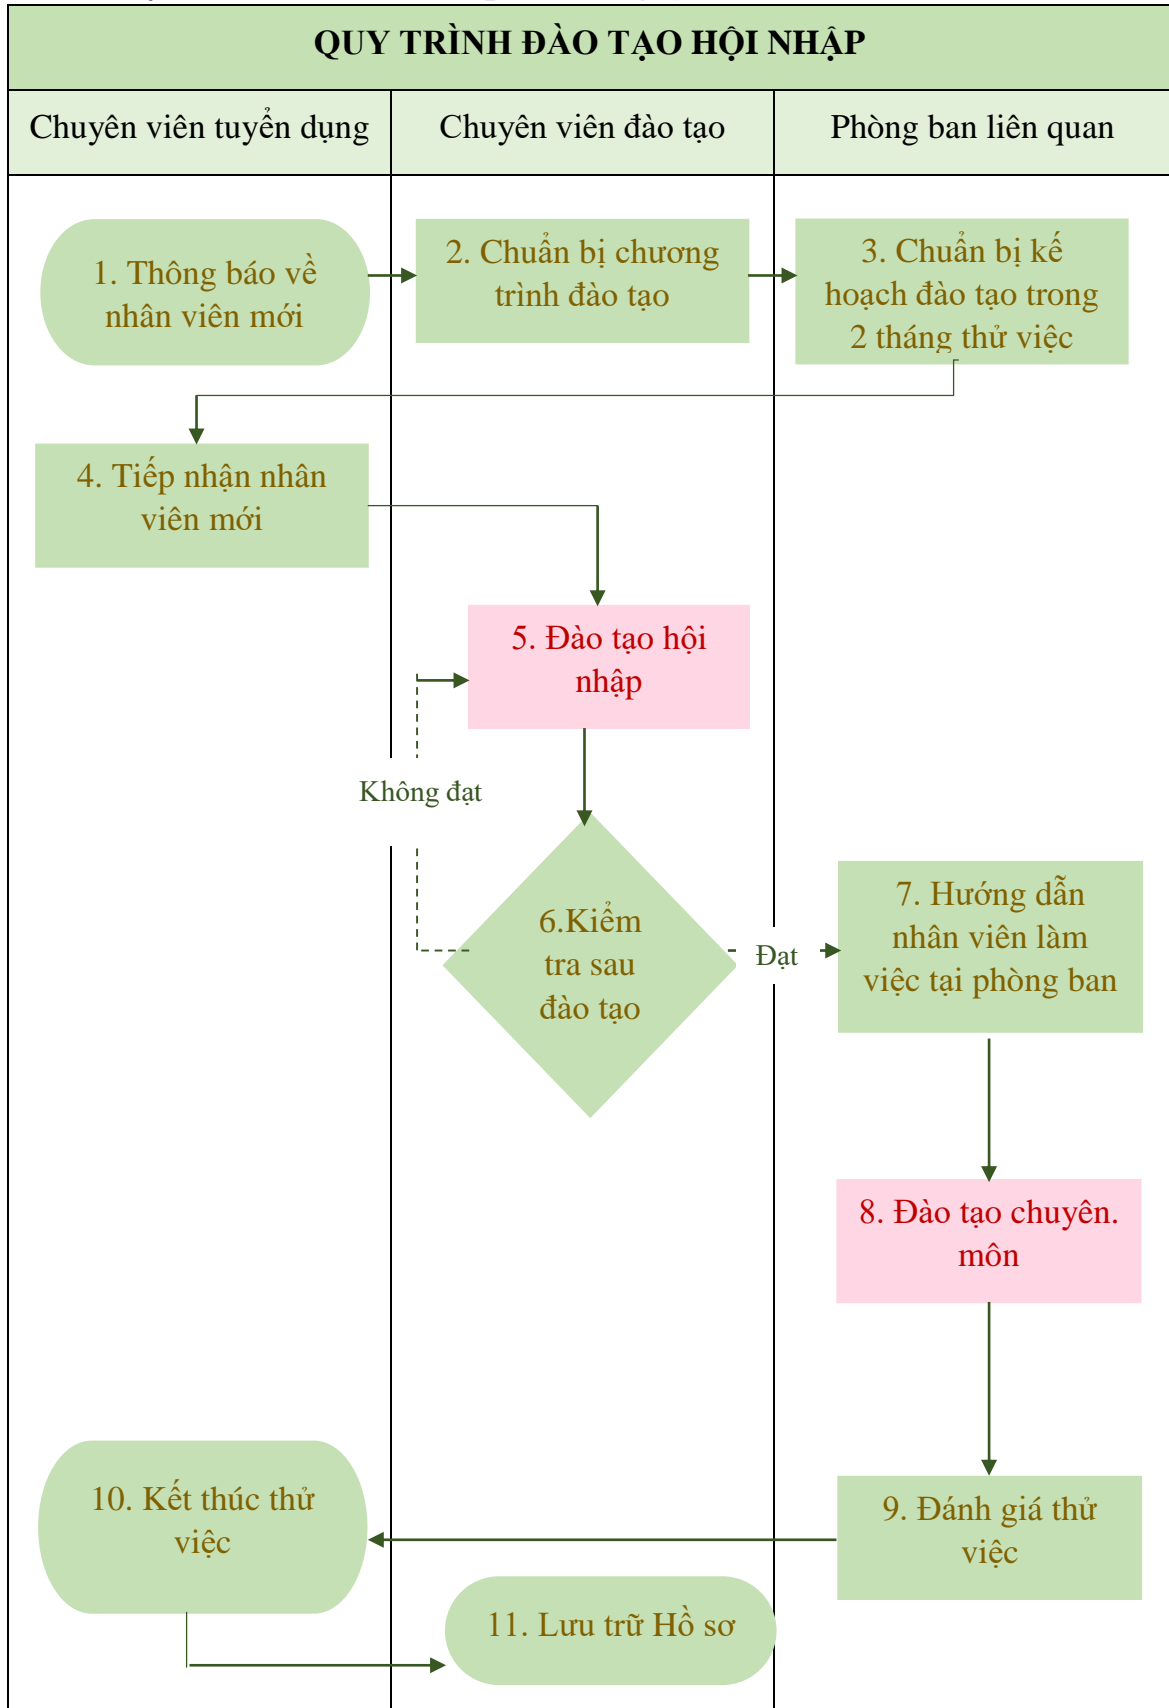 QUY TRÌNH ĐÀO TẠO HỘI NHẬP
Chuyên viên tuyển dụng
Chuyên viên đào tạo
Phòng ban liên quan
1. Thông báo về
nhân viên mới
2. Chuẩn bị chương
trình đào tạo
3. Chuẩn bị kế
hoạch đào tạo trong
2 tháng thử việc
4. Tiếp nhận nhân
viên mới
5. Đào tạo hội
nhập
Không đạt
6.Kiểm
tra sau
đào tạo
Đạt
7. Hướng dẫn
nhân viên làm
việc tại phòng ban
8. Đào tạo chuyên.
môn
9. Đánh giá thử
việc
10. Kết thúc thử
việc
11. Lưu trữ Hồ sơ